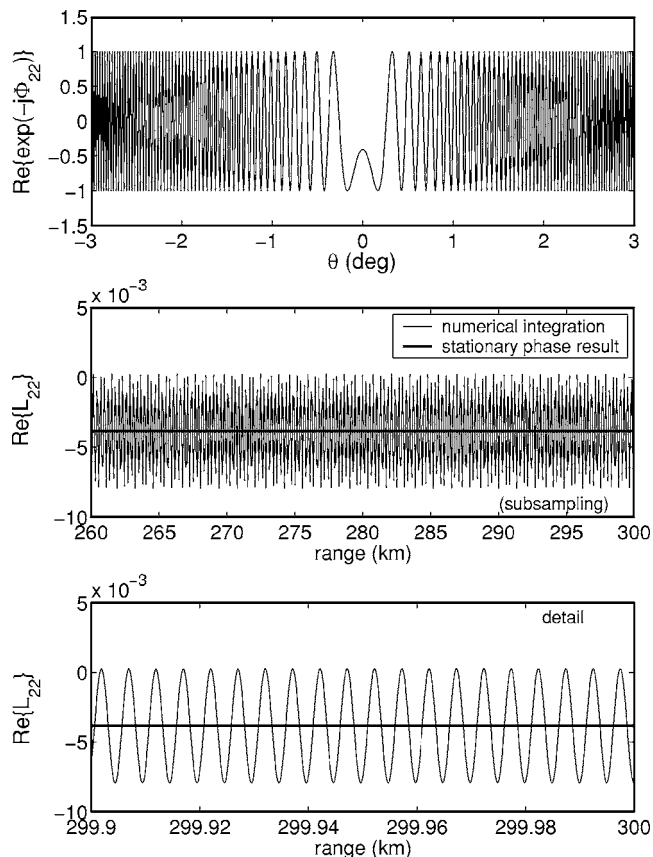 1.5
1
0.5
0
−0.5
−1
−1.5
Re{exp(−jΦ22)}
−3 −2 −1 0 1 2 3
θ (deg)
5 x 10−3
0
−5
−10
Re{L22}
numerical integration
stationary phase result
(subsampling)
260 265 270 275 280 285 290 295 300
range (km)
5 x 10−3
0
−5
−10
Re{L22}
detail
299.9 299.92 299.94 299.96 299.98 300
range (km)